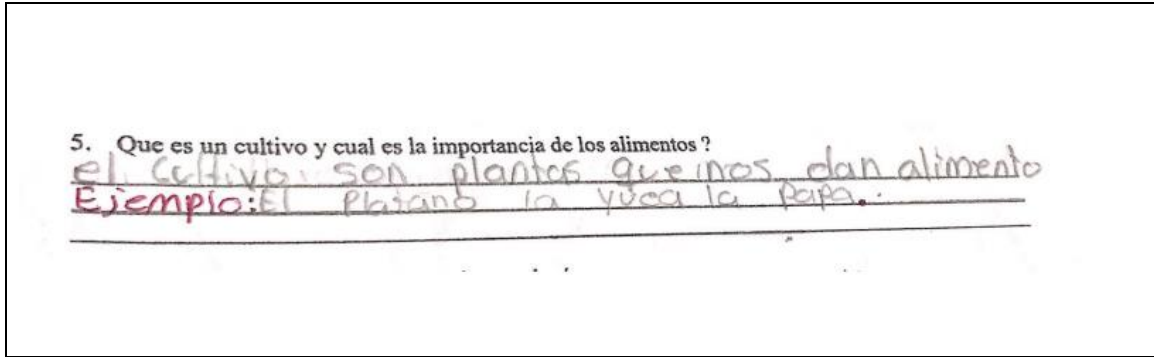 5. Que es un cultivo y cual es la importancia de los alimentos ?
el cultivo son plantas que nos dan alimento
Ejemplo: El Platano la yuca la papa.